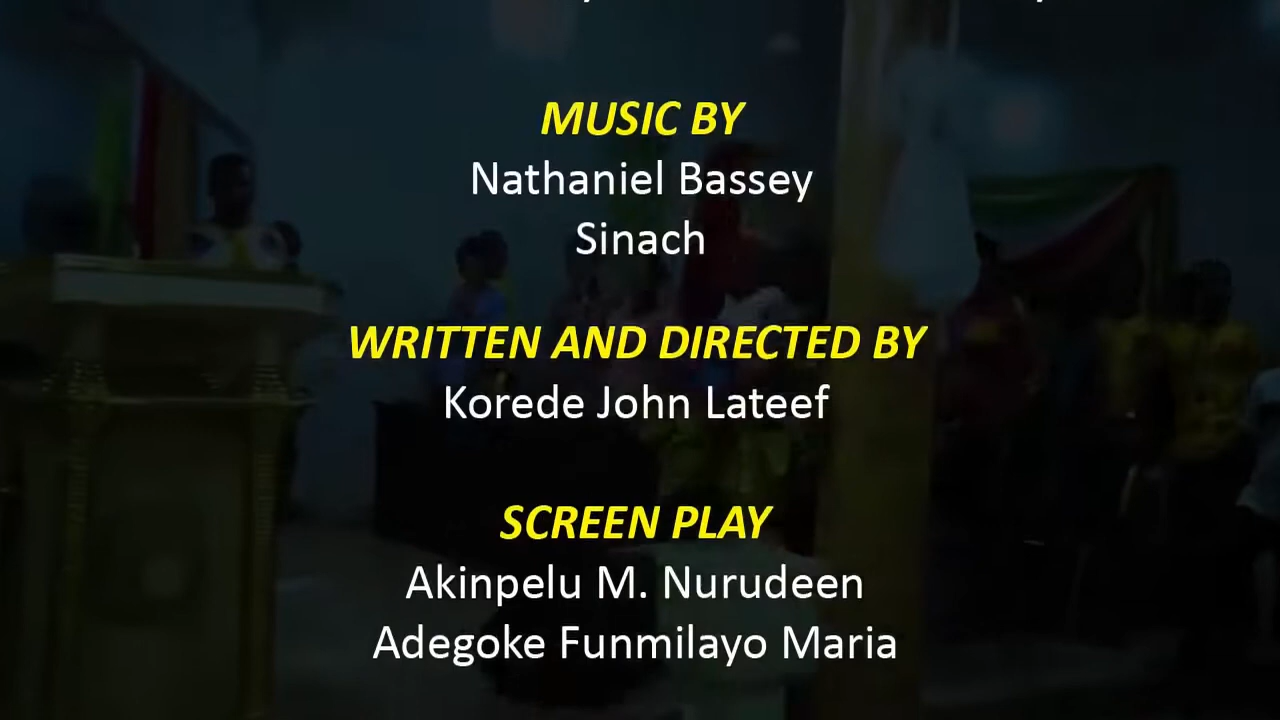 MUSIC BY
Nathaniel Bassey
Sinach
WRITTEN AND DIRECTED BY
Korede John Lateef
SCREEN PLAY
Akinpelu M. Nurudeen
Adegoke Funmilayo Maria